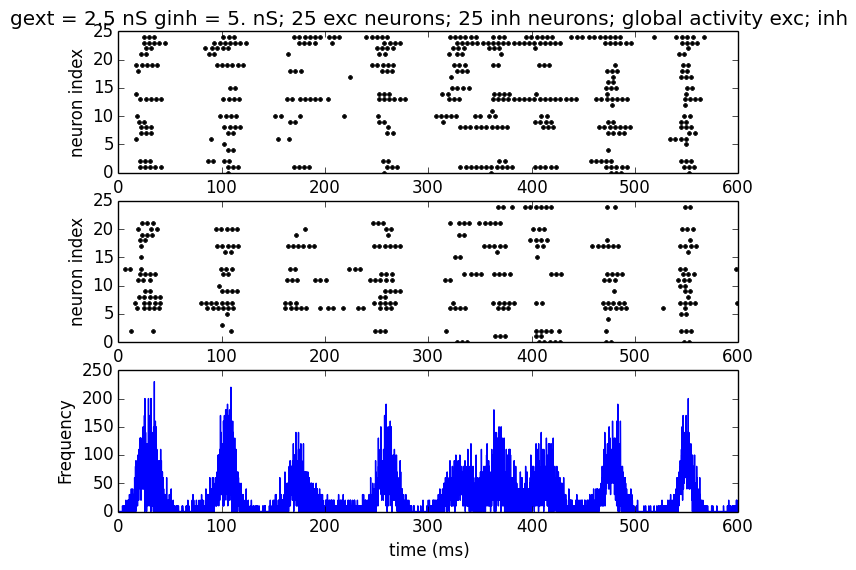 gext = 2.5 nS ginh = 5. nS; 25 exc neurons; 25 inh neurons; global activity exc; inh
25
20
15
10
5
0
neuron index
0 100 200 300 400 500 600
25
20
15
10
5
0
neuron index
0 100 200 300 400 500 600
250
200
150
100
50
0
Frequency
0 100 200 300 400 500 600
time (ms)